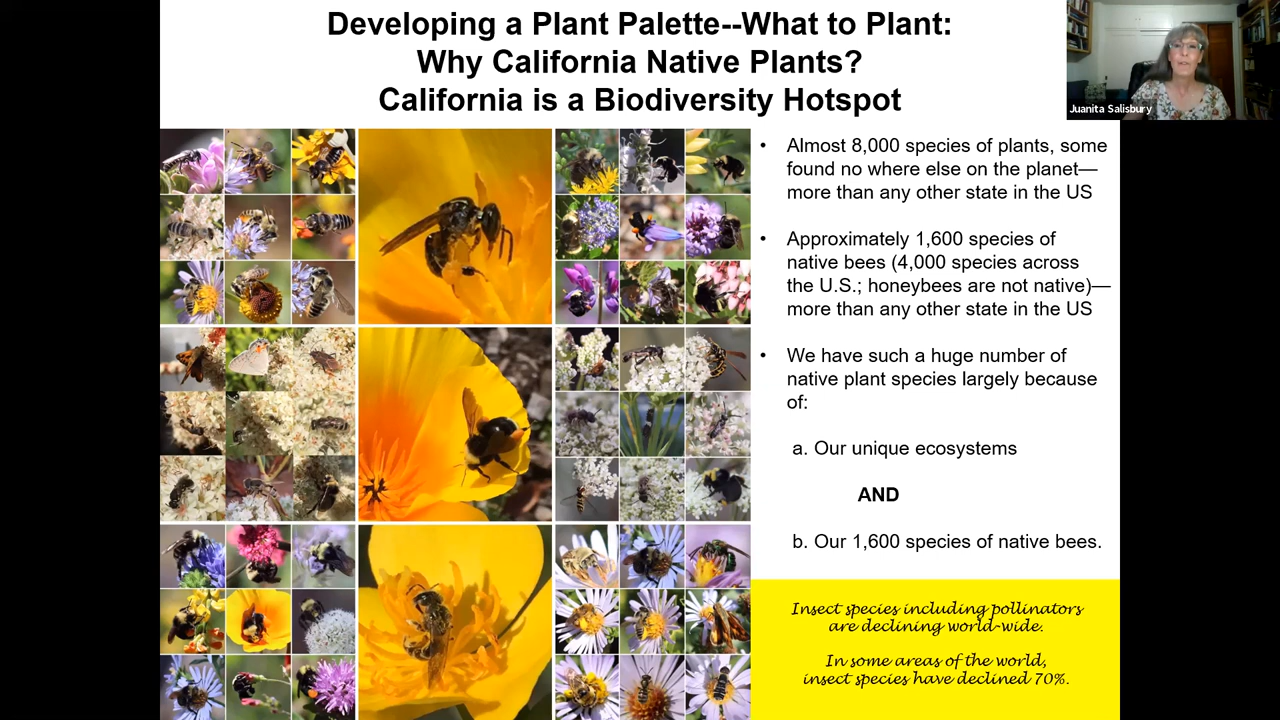 Developing a Plant Palette--What to Plant:
Why California Native Plants?
California is a Biodiversity Hotspot
Juanita Salisbury
• Almost 8,000 species of plants, some
found no where else on the planet—
more than any other state in the US
• Approximately 1,600 species of
native bees (4,000 species across
the U.S.; honeybees are not native)—
more than any other state in the US
• We have such a huge number of
native plant species largely because
of:
a. Our unique ecosystems
AND
b. Our 1,600 species of native bees.
Insect species including pollinators
are declining world-wide.
In some areas of the world,
insect species have declined 70%.